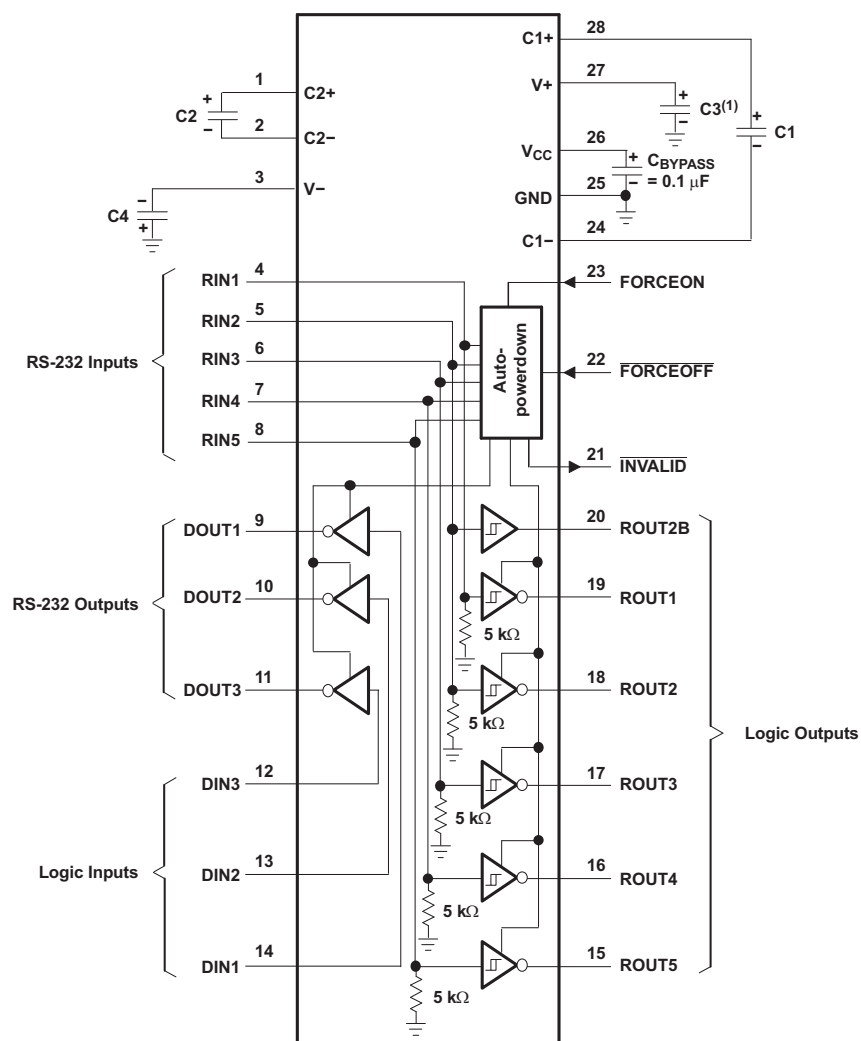 28
C1+
1
+
C2+
C2
−
2
C2−
3
V−
−
C4
+
27
V+
+
C3(1)
−
+
C1
−
26
VCC
+
CBYPASS
= 0.1 μF
−
25
GND
24
C1−
RS-232 Inputs
4
RIN1
5
RIN2
6
RIN3
7
RIN4
8
RIN5
Auto-
powerdown
23
FORCEON
22
FORCEOFF
21
INVALID
RS-232 Outputs
9
DOUT1
10
DOUT2
11
DOUT3
Logic Inputs
12
DIN3
13
DIN2
14
DIN1
20
ROUT2B
19
ROUT1
5 kΩ
18
ROUT2
5 kΩ
17
ROUT3
5 kΩ
16
ROUT4
5 kΩ
15
ROUT5
5 kΩ
Logic Outputs